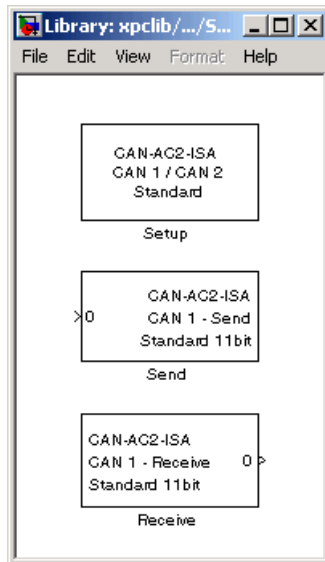 Library: xpclib/.../S...
File Edit View Format Help
CAN-AC2-ISA
CAN 1 / CAN 2
Standard
Setup
CAN-AC2-ISA
0 CAN 1 - Send
Standard 11bit
Send
CAN-AC2-ISA
CAN 1 - Receive 0
Standard 11bit
Receive